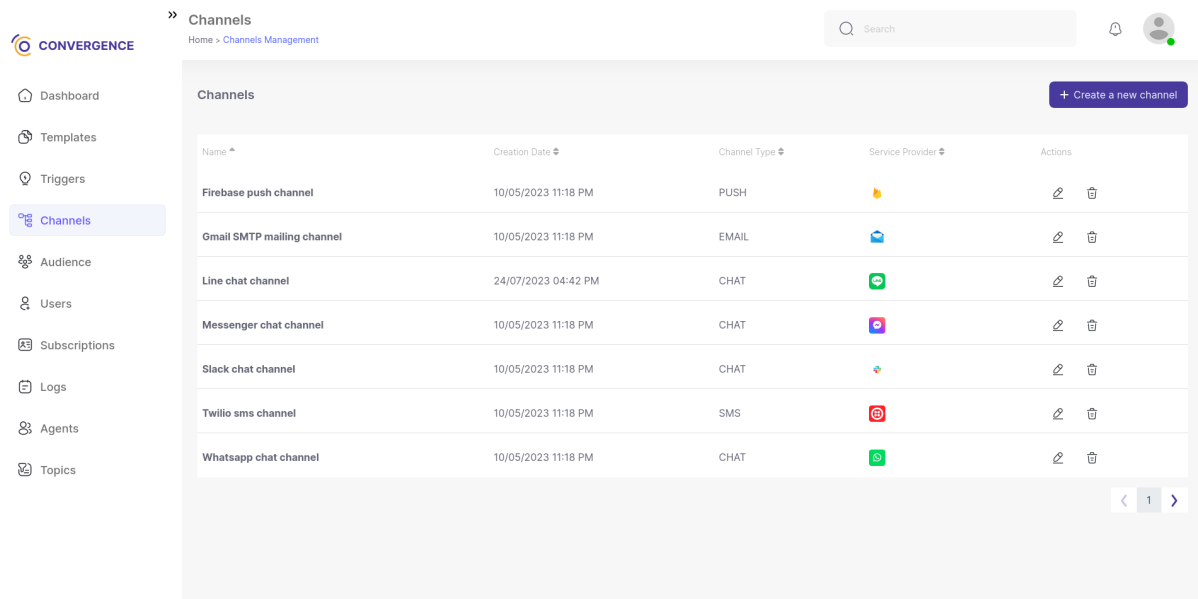 Channels
Home > Channels Management
Search
CONVERGENCE
Dashboard
Templates
Triggers
Channels
Audience
Users
Subscriptions
Logs
Agents
Topics
Channels
+ Create a new channel
Name Creation Date Channel Type Service Provider Actions
Firebase push channel 10/05/2023 11:18 PM PUSH
Gmail SMTP mailing channel 10/05/2023 11:18 PM EMAIL
Line chat channel 24/07/2023 04:42 PM CHAT
Messenger chat channel 10/05/2023 11:18 PM CHAT
Slack chat channel 10/05/2023 11:18 PM CHAT
Twilio sms channel 10/05/2023 11:18 PM SMS
Whatsapp chat channel 10/05/2023 11:18 PM CHAT
1